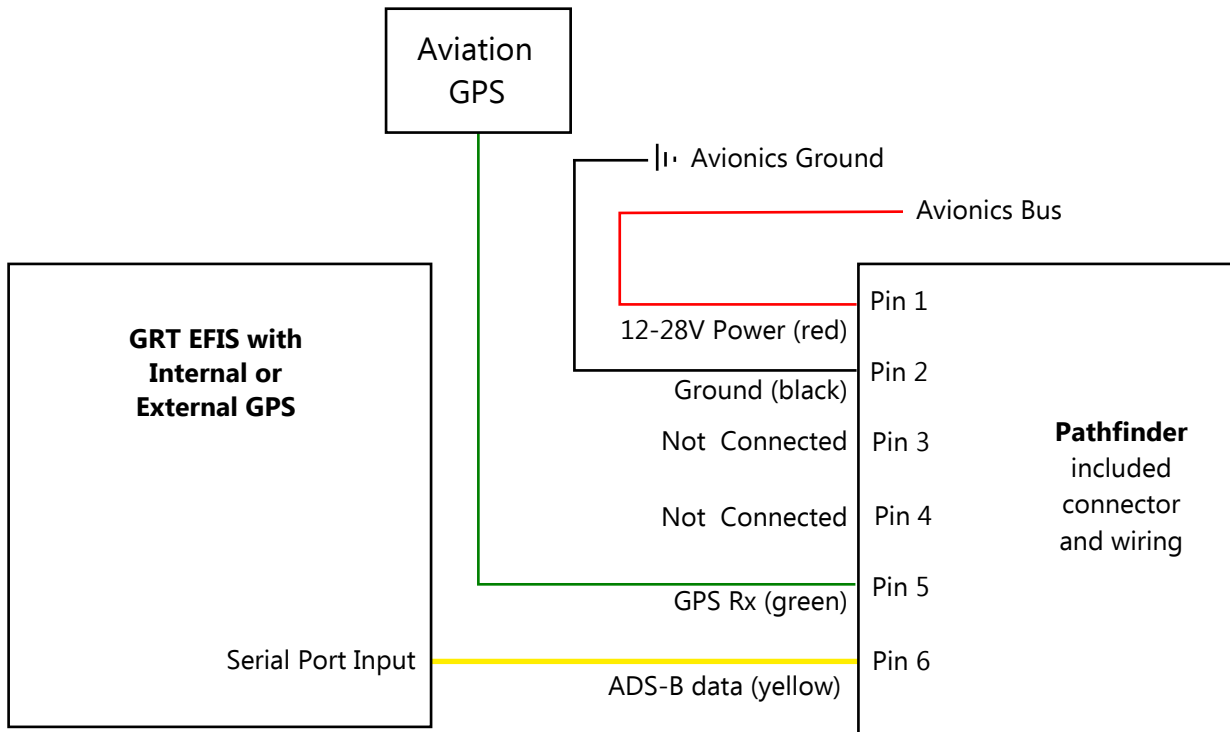 Aviation
GPS
Avionics Ground
Avionics Bus
GRT EFIS with
Internal or
External GPS
Serial Port Input
Pin 1
12-28V Power (red)
Pin 2
Ground (black)
Not Connected
Pin 3
Not Connected
Pin 4
Pin 5
GPS Rx (green)
Pin 6
ADS-B data (yellow)
Pathfinder
included
connector
and wiring